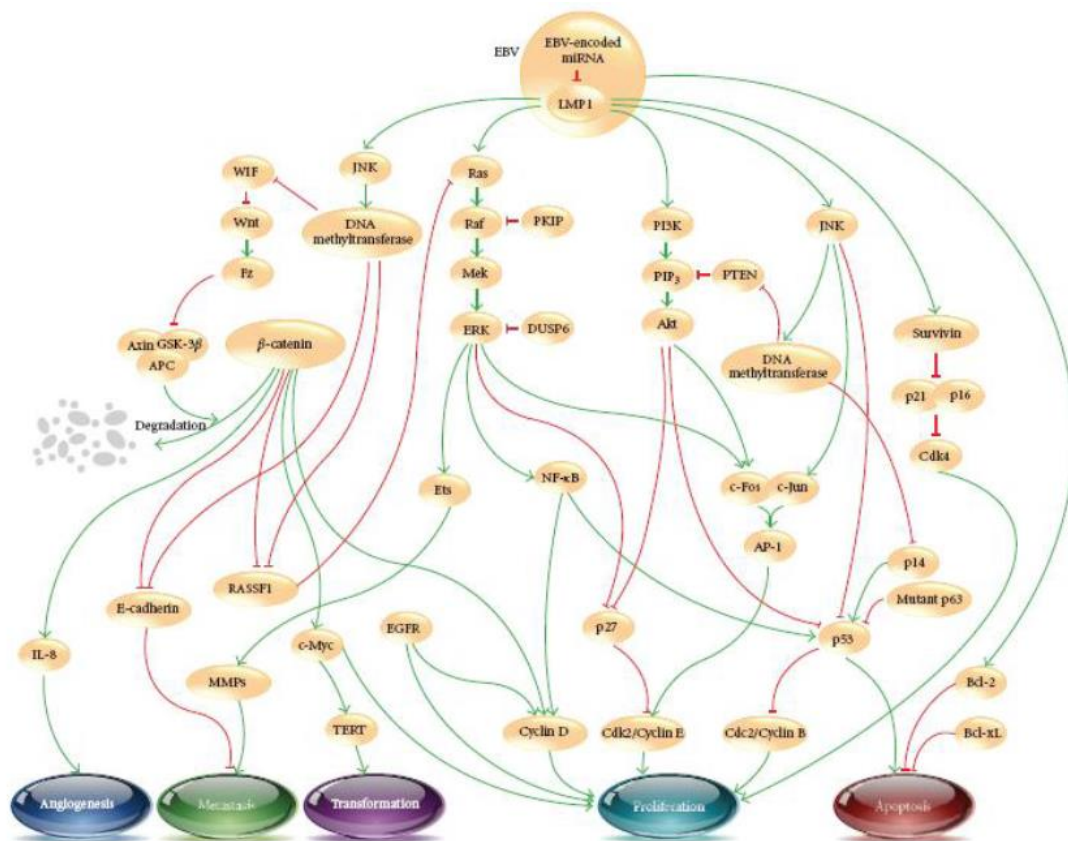 EBV
EBV-encoded
miRNA
LMP1
WIF
JNK
Ras
Wnt
DNA
methyltransferase
Raf
PKIP
PI3K
JNK
Fz
Mek
PIP3
PTEN
Axin GSK-3β
APC
β-catenin
ERK
DUSP6
Akt
DNA
methyltransferase
Survivin
p21
p16
Degradation
Cdk4
Ets
NF-κB
c-Fos
c-Jun
AP-1
p14
RASSF1
E-cadherin
Mutant p63
EGFR
p27
p53
IL-8
c-Myc
MMPs
Bcl-2
TERT
Cyclin D
Cdk2/Cyclin E
Cdc2/Cyclin B
Bcl-xL
Angiogenesis
Metastasis
Transformation
Proliferation
Apoptosis